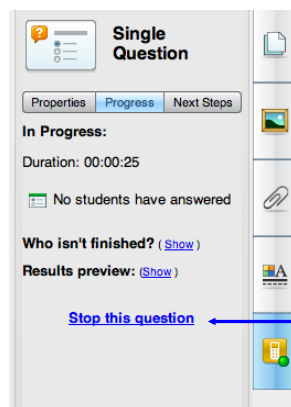 Single
Question
Properties Progress Next Steps
In Progress:
Duration: 00:00:25
No students have answered
Who isn't finished? ( Show )
Results preview: (Show )
Stop this question
A